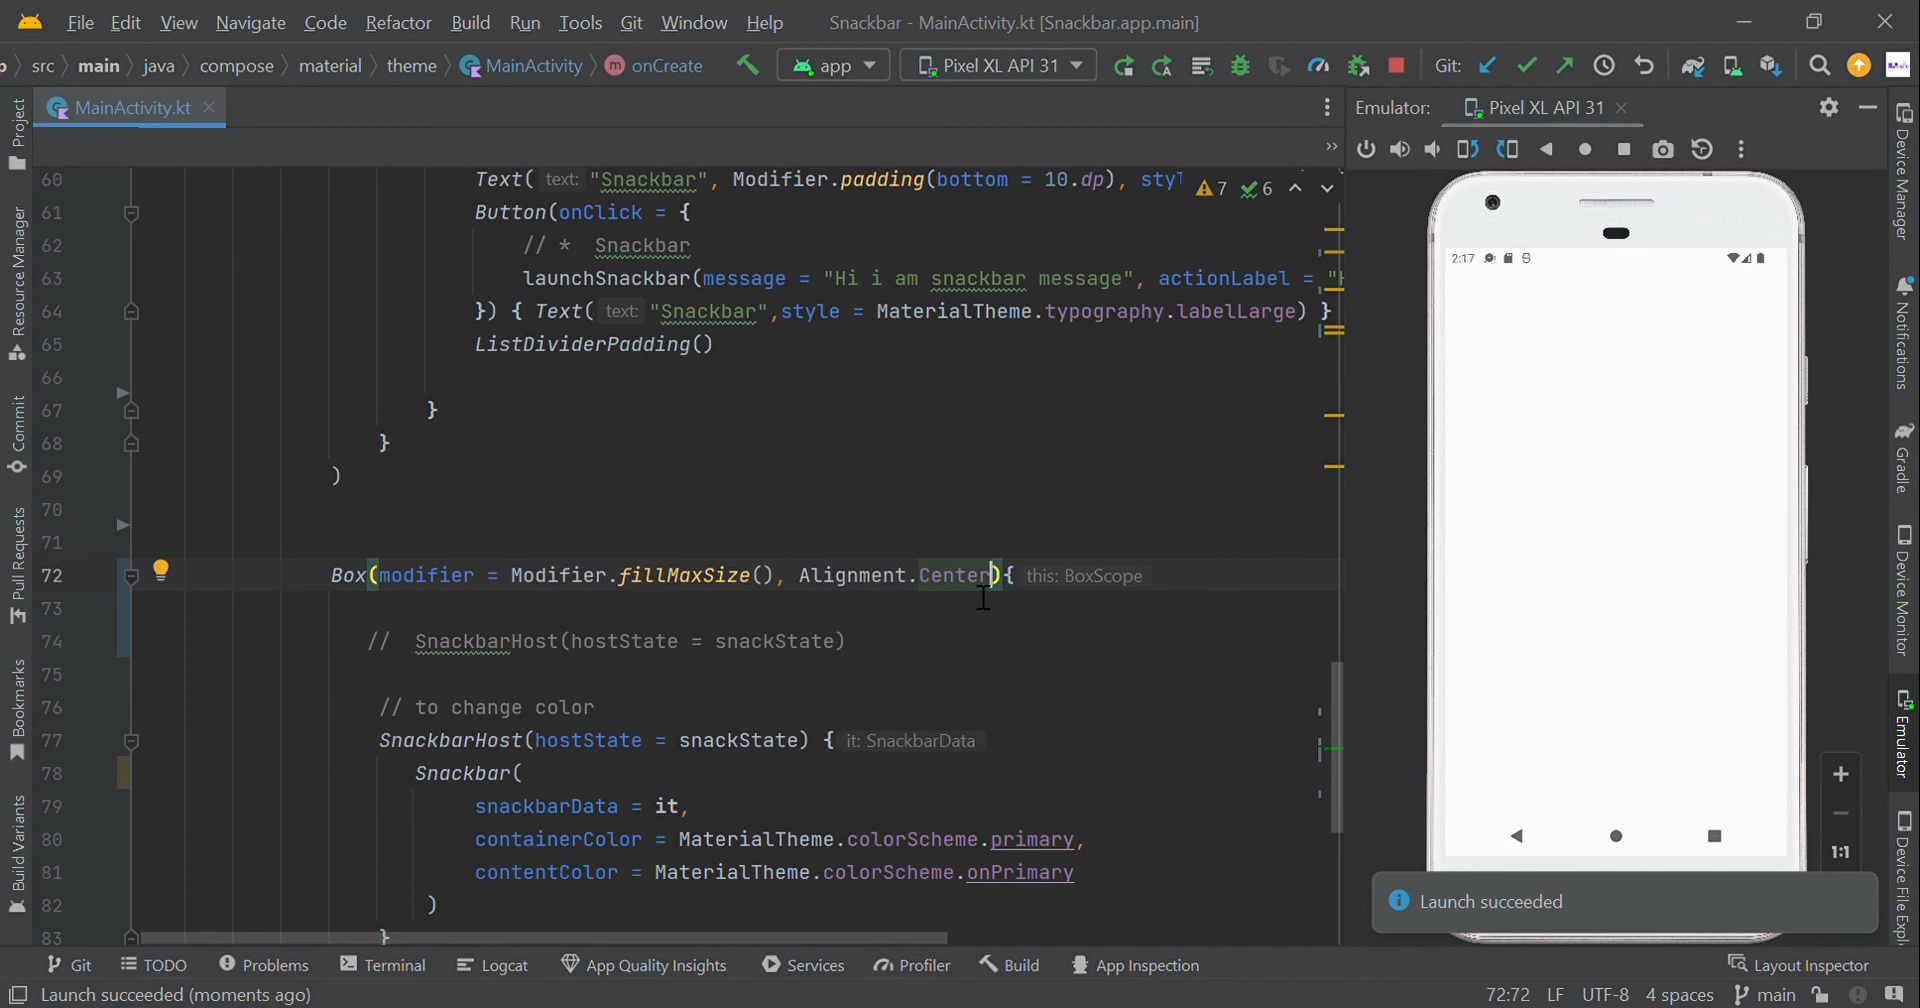 File Edit View Navigate Code Refactor Build Run Tools Git Window Help Snackbar - MainActivity.kt [Snackbar.app.main]
src main java compose material theme MainActivity onCreate app Pixel XL API 31 Git:
MainActivity.kt
Emulator: Pixel XL API 31
60 Text( text: "Snackbar", Modifier.padding(bottom = 10.dp), sty
7 6
61 Button(onClick = {
62 // * Snackbar
63 launchSnackbar(message = "Hi i am snackbar message", actionLabel = "H
64 }) { Text( text: "Snackbar",style = MaterialTheme.typography.labelLarge) }
65 ListDividerPadding()
66
67 }
68 }
69 )
70
71
72 Box(modifier = Modifier.fillMaxSize(), Alignment.Center){ this: BoxScope
73
74 // SnackbarHost(hostState = snackState)
75
76 // to change color
77 SnackbarHost(hostState = snackState) { it: SnackbarData
78 Snackbar(
79 snackbarData = it,
80 containerColor = MaterialTheme.colorScheme.primary,
81 contentColor = MaterialTheme.colorScheme.onPrimary
82 )
83 }
Project
Resource Manager
Commit
Pull Requests
Bookmarks
Build Variants
2:17
1:1
Launch succeeded
Device Manager
Notifications
Gradle
Device Monitor
Emulator
Device File Expl
Git TODO Problems Terminal Logcat App Quality Insights Services Profiler Build App Inspection Layout Inspector
Launch succeeded (moments ago) 72:72 LF UTF-8 4 spaces main